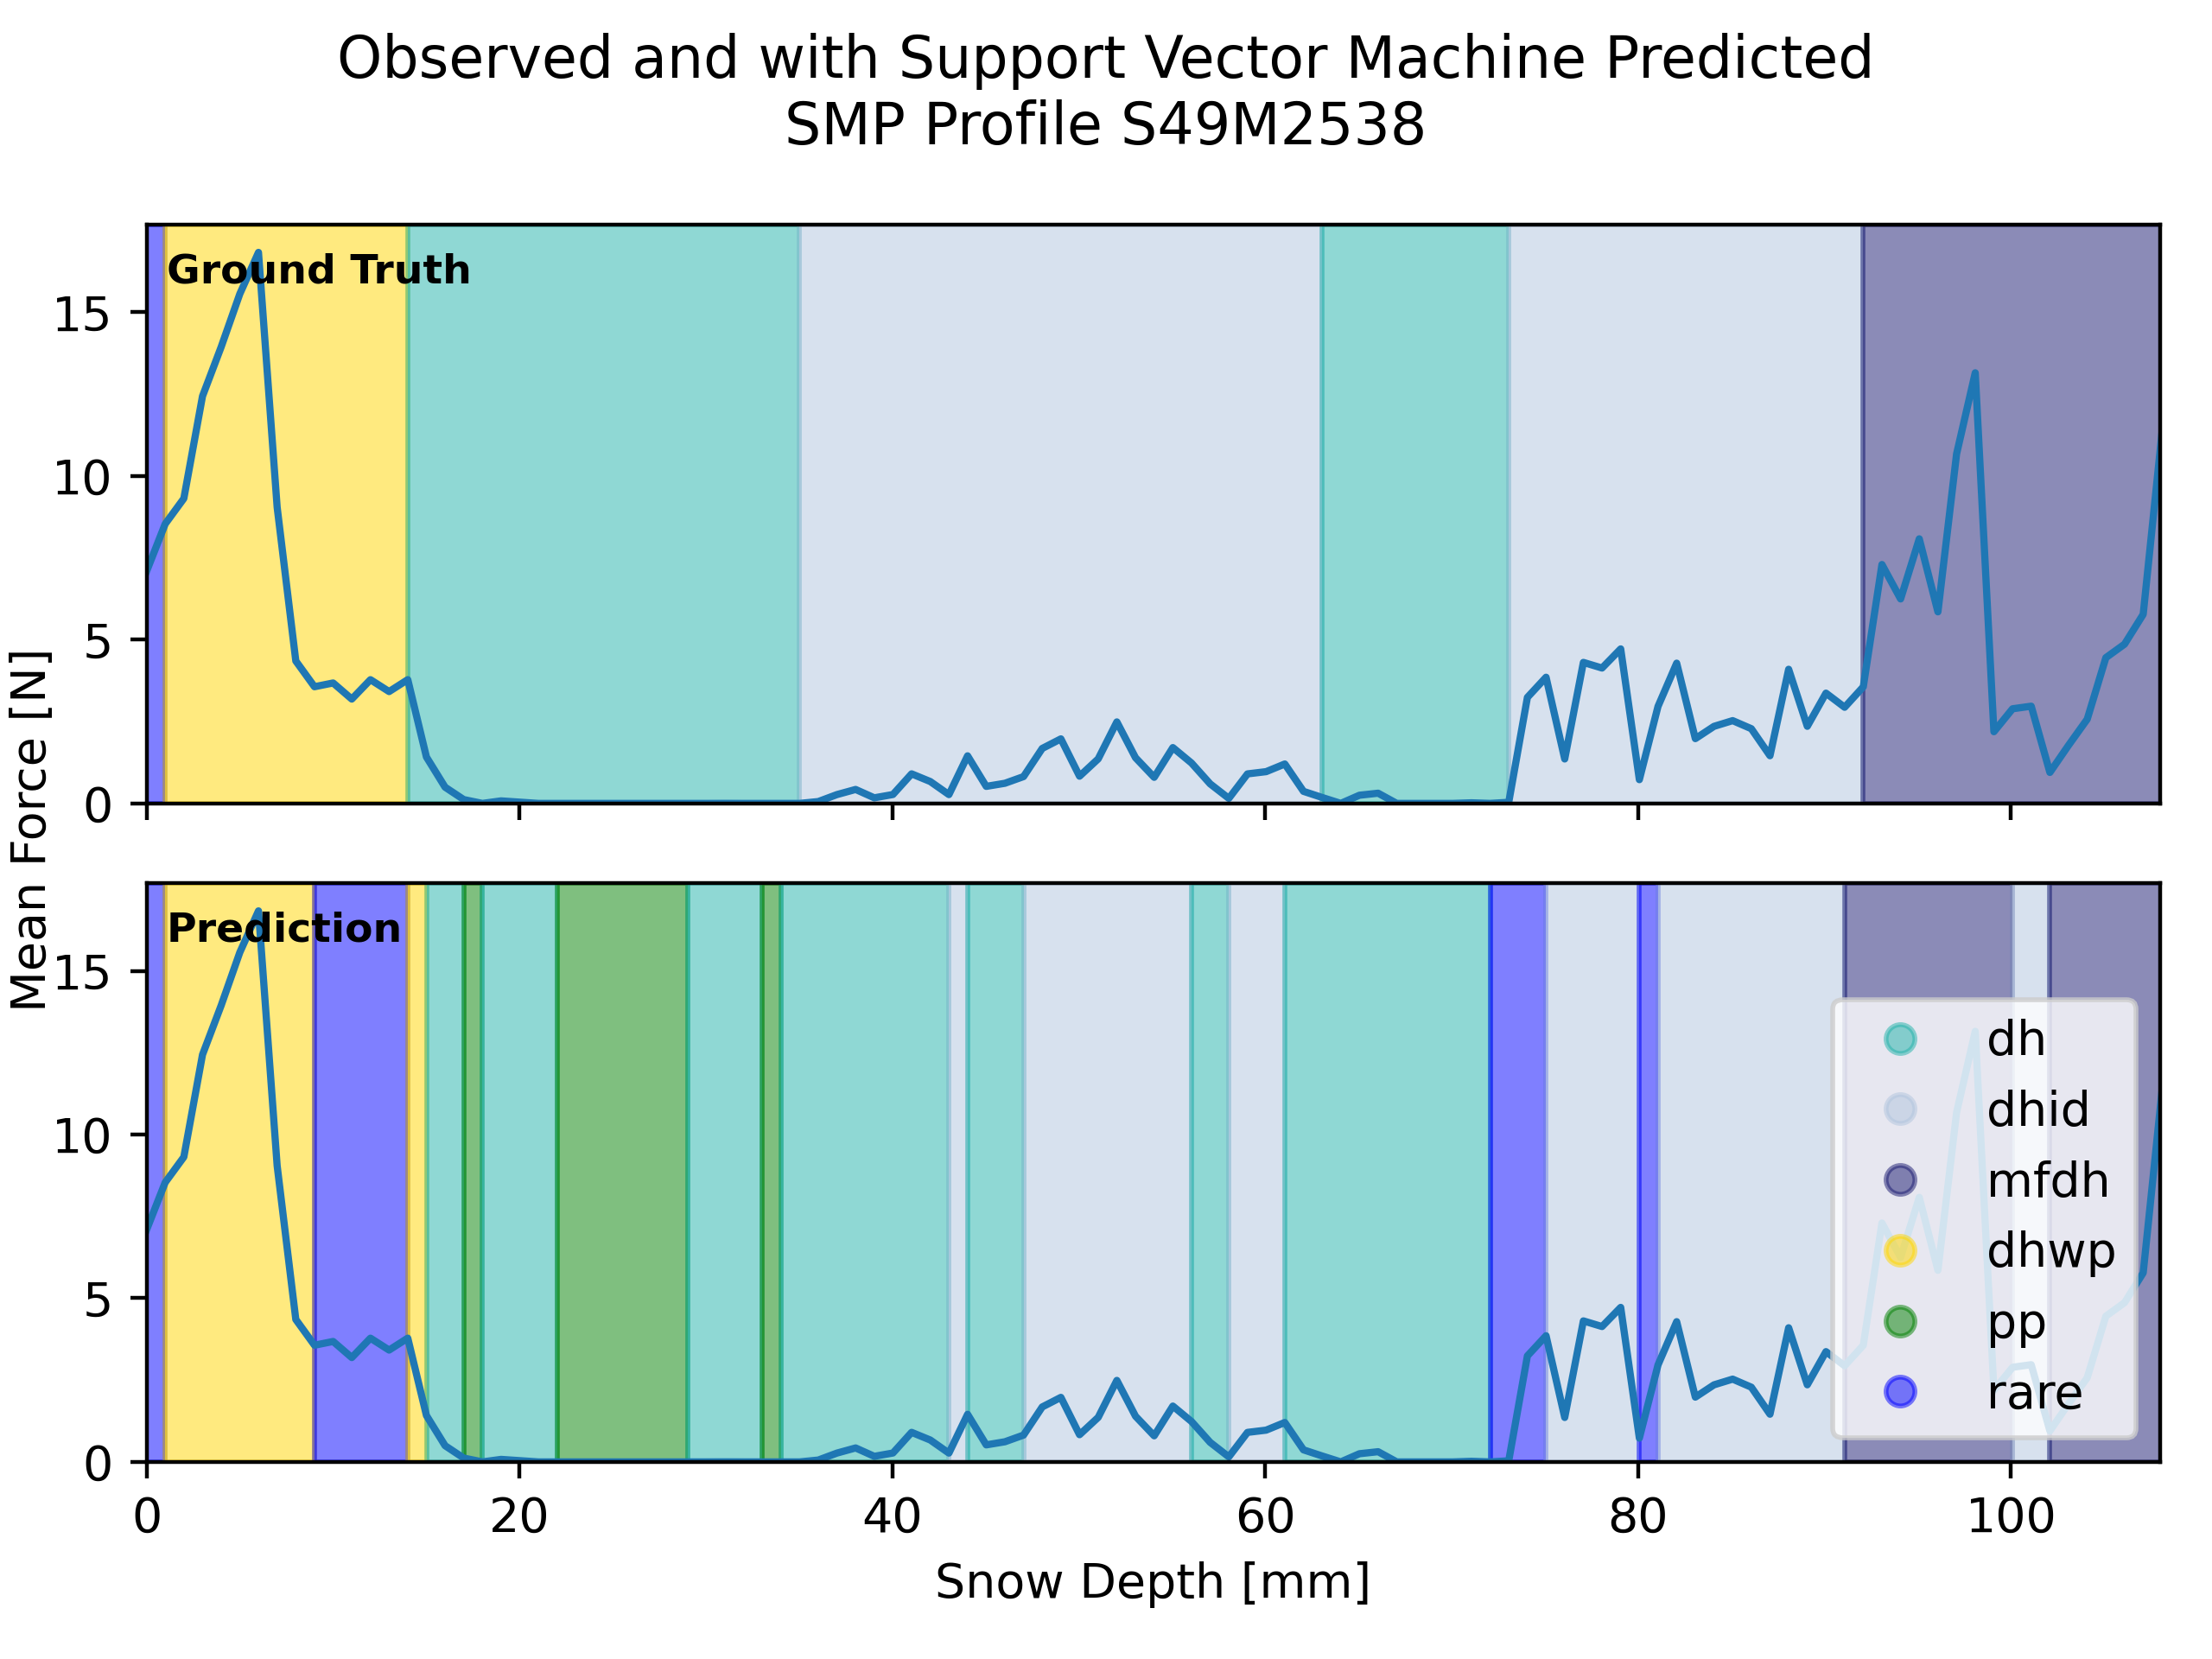 Observed and with Support Vector Machine Predicted
SMP Profile S49M2538
Ground Truth
15
10
5
0
Mean Force [N]
Prediction
15
10
5
0
dh
dhid
mfdh
dhwp
pp
rare
0 20 40 60 80 100
Snow Depth [mm]